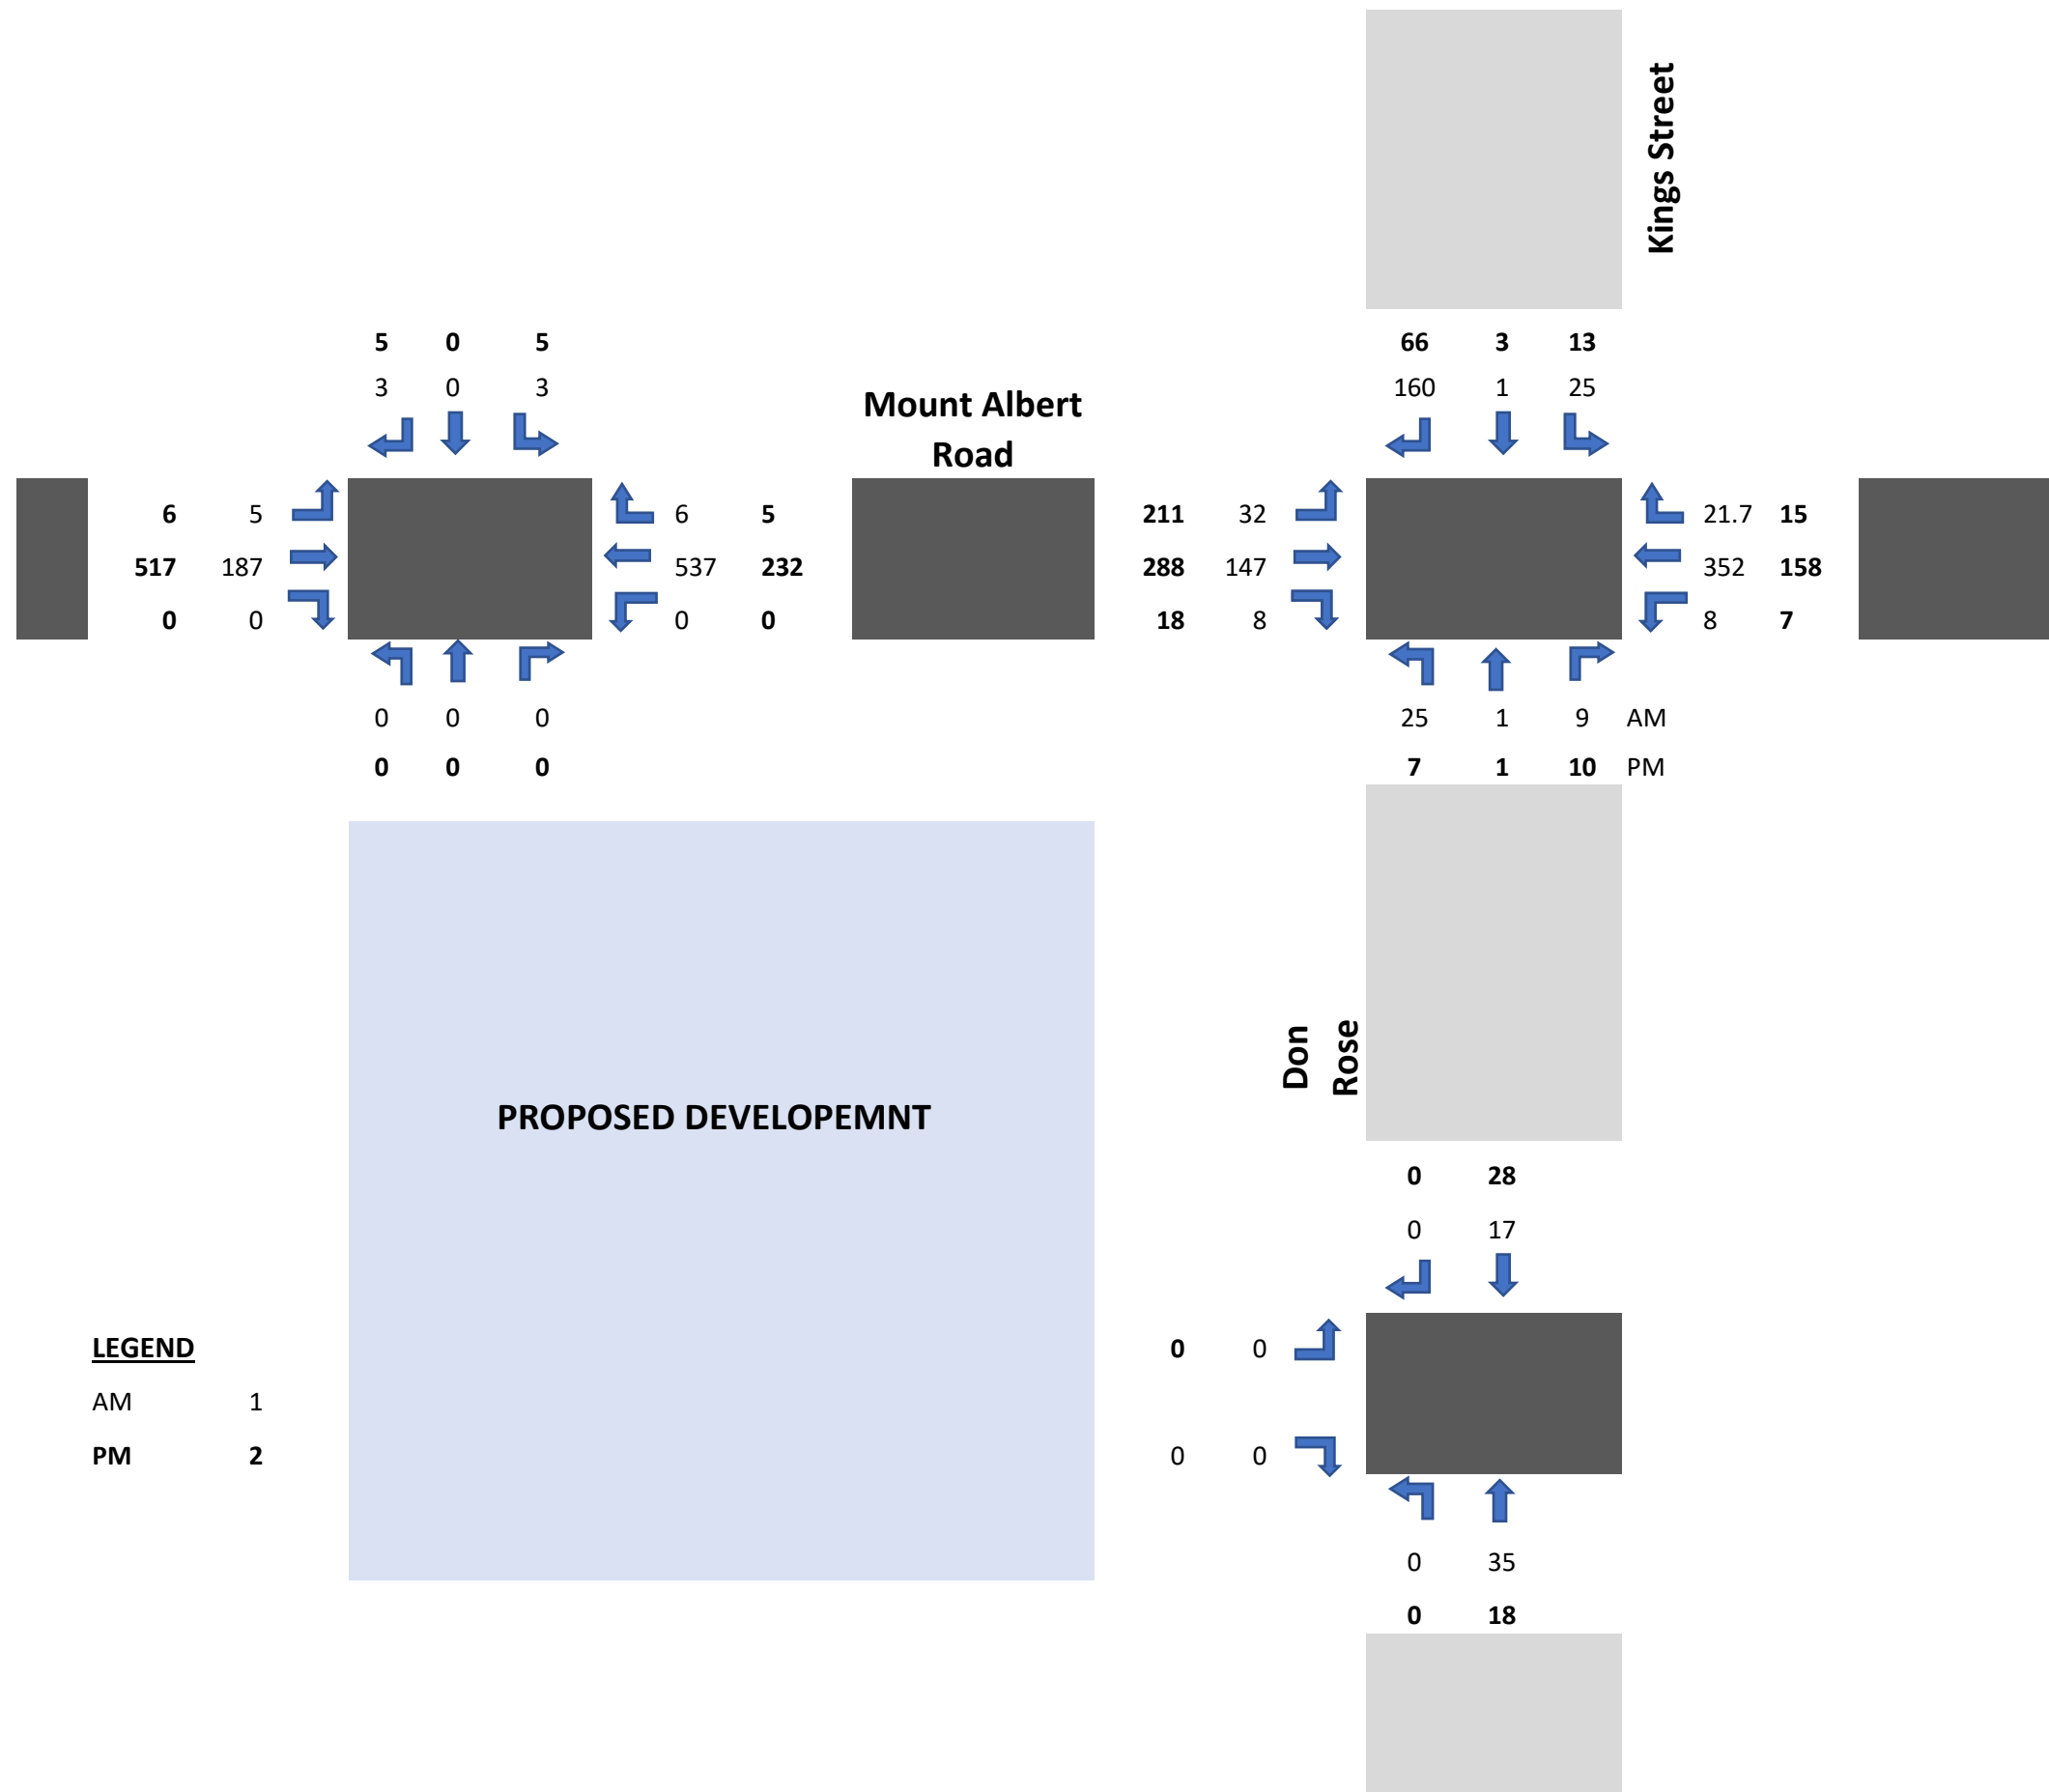 Kings Street
5 0 5 66 3 13
3 0 3 160 1 25
Mount Albert
Road
6 5 6 5 211 32 21.7 15
517 187 537 232 288 147 352 158
0 0 0 0 18 8 8 7
0 0 0 25 1 9 AM
0 0 0 7 1 10 PM
Don
Rose
PROPOSED DEVELOPEMNT
0 28
0 17
LEGEND 0 0
AM 1
PM 2 0 0
0 35
0 18